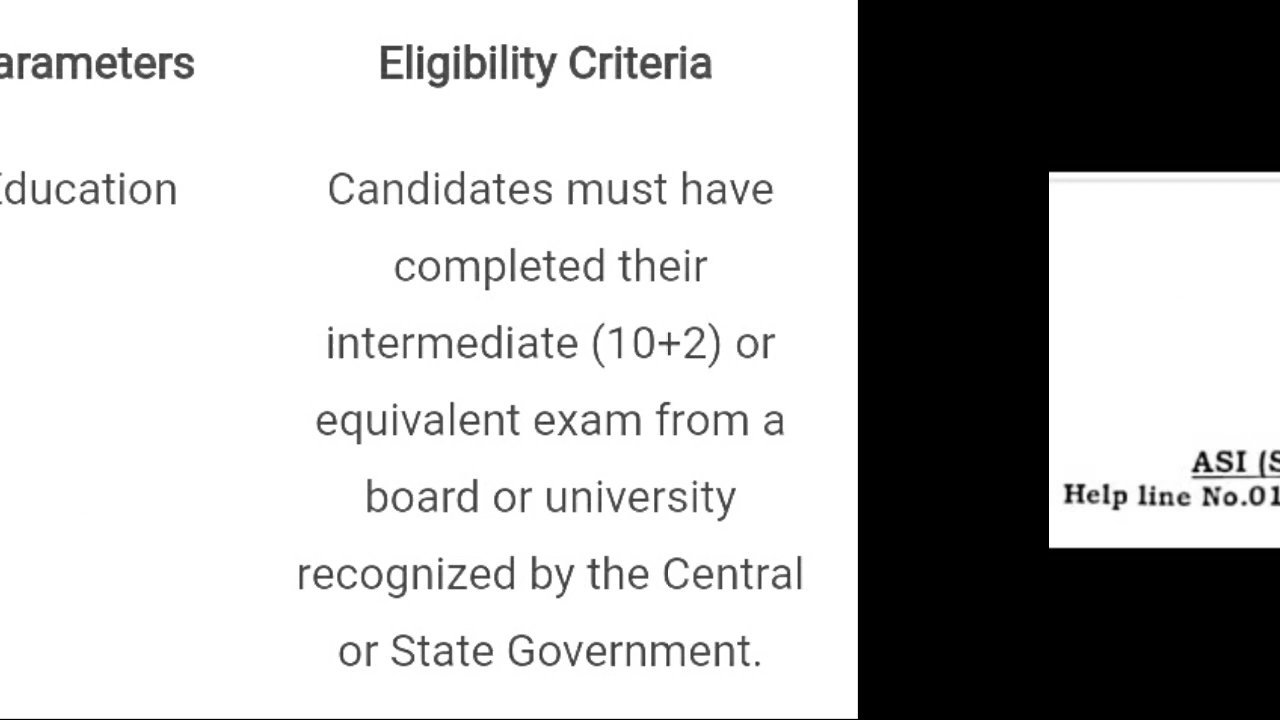 arameters Eligibility Criteria
Education Candidates must have
completed their
intermediate (10+2) or
equivalent exam from a
board or university
recognized by the Central
or State Government.
ASI (S
Help line No.01